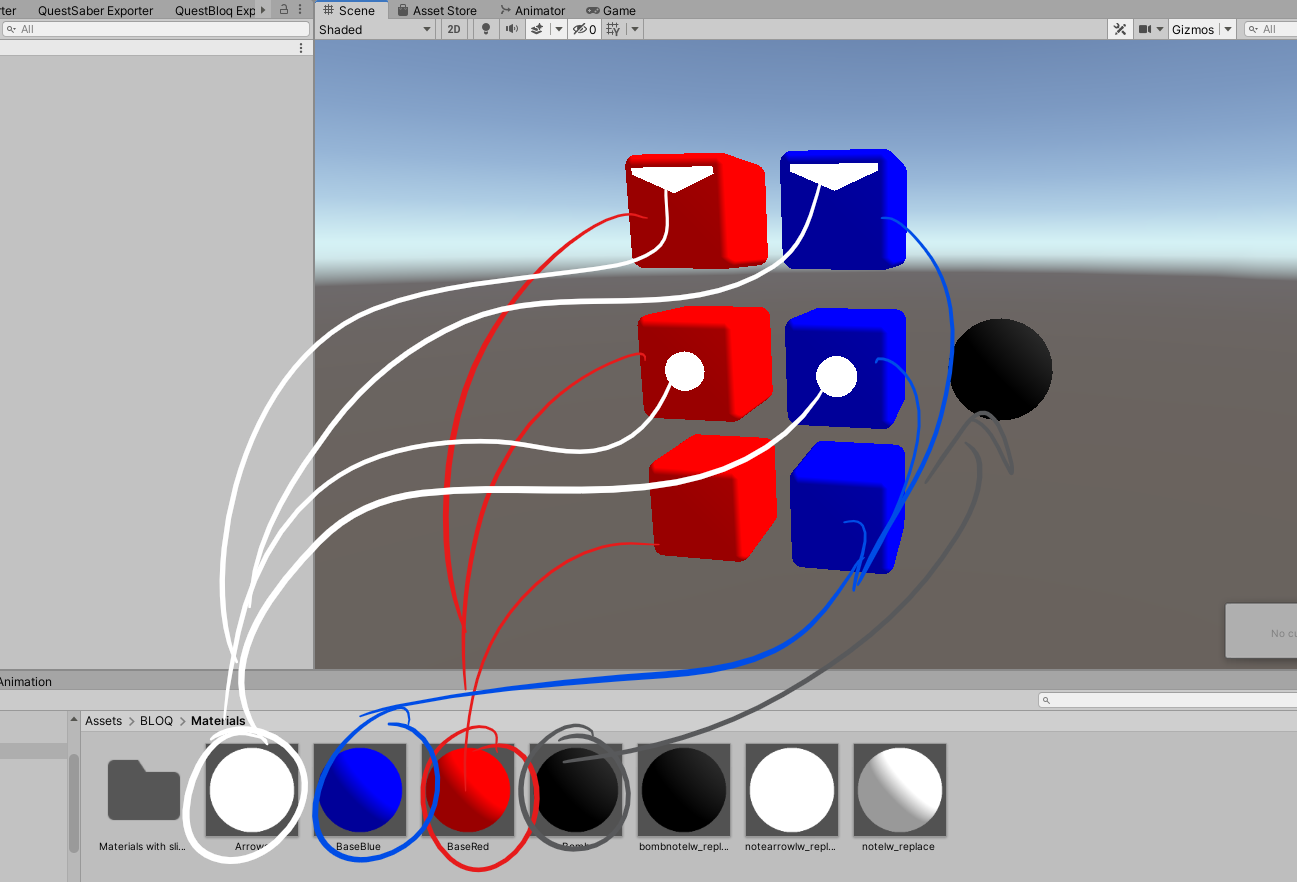 rter QuestSaber Exporter QuestBloq Exp Scene Asset Store Animator Game
All Shaded 2D 0 Gizmos All
No cu
Animation
Assets BLOQ Materials
Materials with sli... Arrow BaseBlue BaseRed Bomb bombnotelw_repl... notearrowlw_repl... notelw_replace